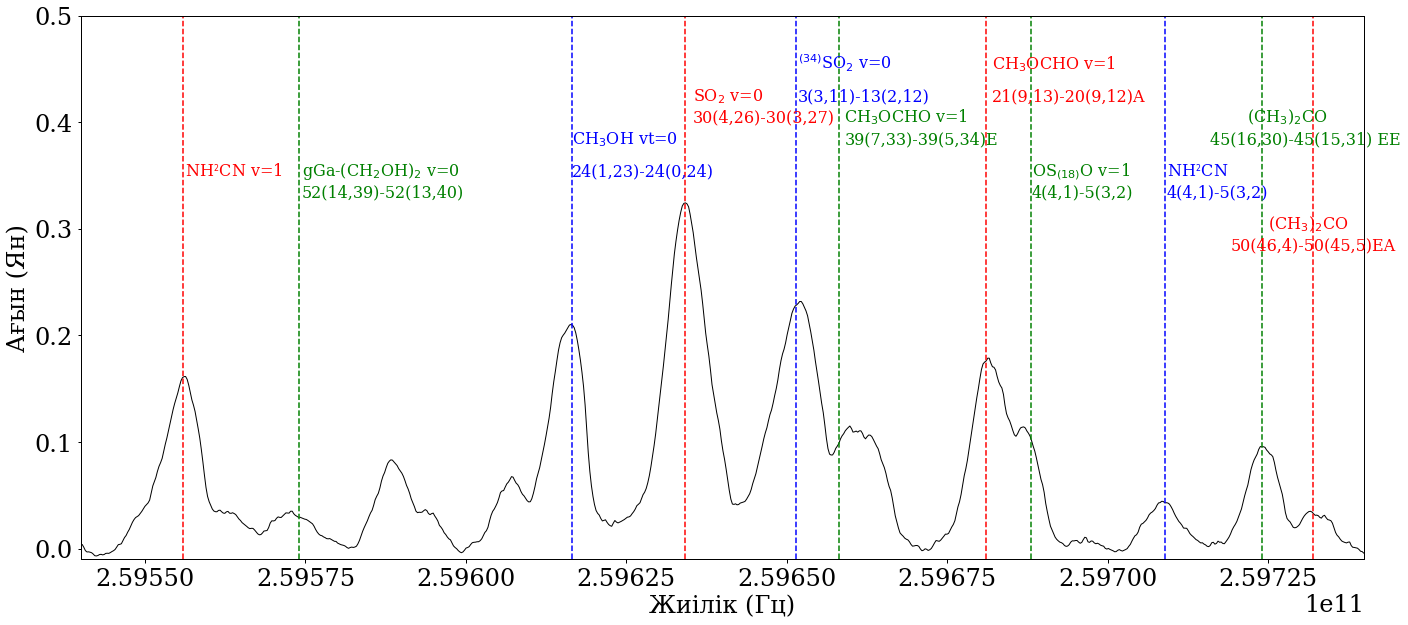 0.5
0.4
0.3
0.2
0.1
0.0
Ағын (Ян)
NH²CN v=1
gGa-(CH₂OH)₂ v=0
52(14,39)-52(13,40)
CH₃OH vt=0
24(1,23)-24(0,24)
SO₂ v=0
30(4,26)-30(3,27)
⁽³⁴⁾SO₂ v=0
3(3,11)-13(2,12)
CH₃OCHO v=1
39(7,33)-39(5,34)E
CH₃OCHO v=1
21(9,13)-20(9,12)A
OS₍₁₈₎O v=1
4(4,1)-5(3,2)
NH²CN
4(4,1)-5(3,2)
(CH₃)₂CO
45(16,30)-45(15,31) EE
(CH₃)₂CO
50(46,4)-50(45,5)EA
2.59550 2.59575 2.59600 2.59625 2.59650 2.59675 2.59700 2.59725
Жиілік (Гц)
1e11